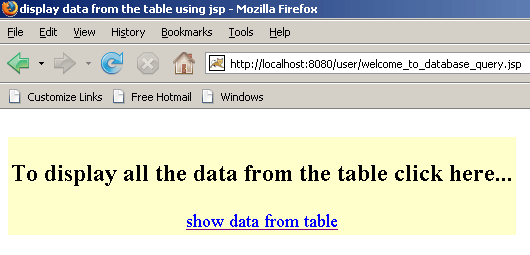 display data from the table using jsp - Mozilla Firefox
File Edit View History Bookmarks Tools Help
http://localhost:8080/user/welcome_to_database_query.jsp
Customize Links Free Hotmail Windows
To display all the data from the table click here...
show data from table